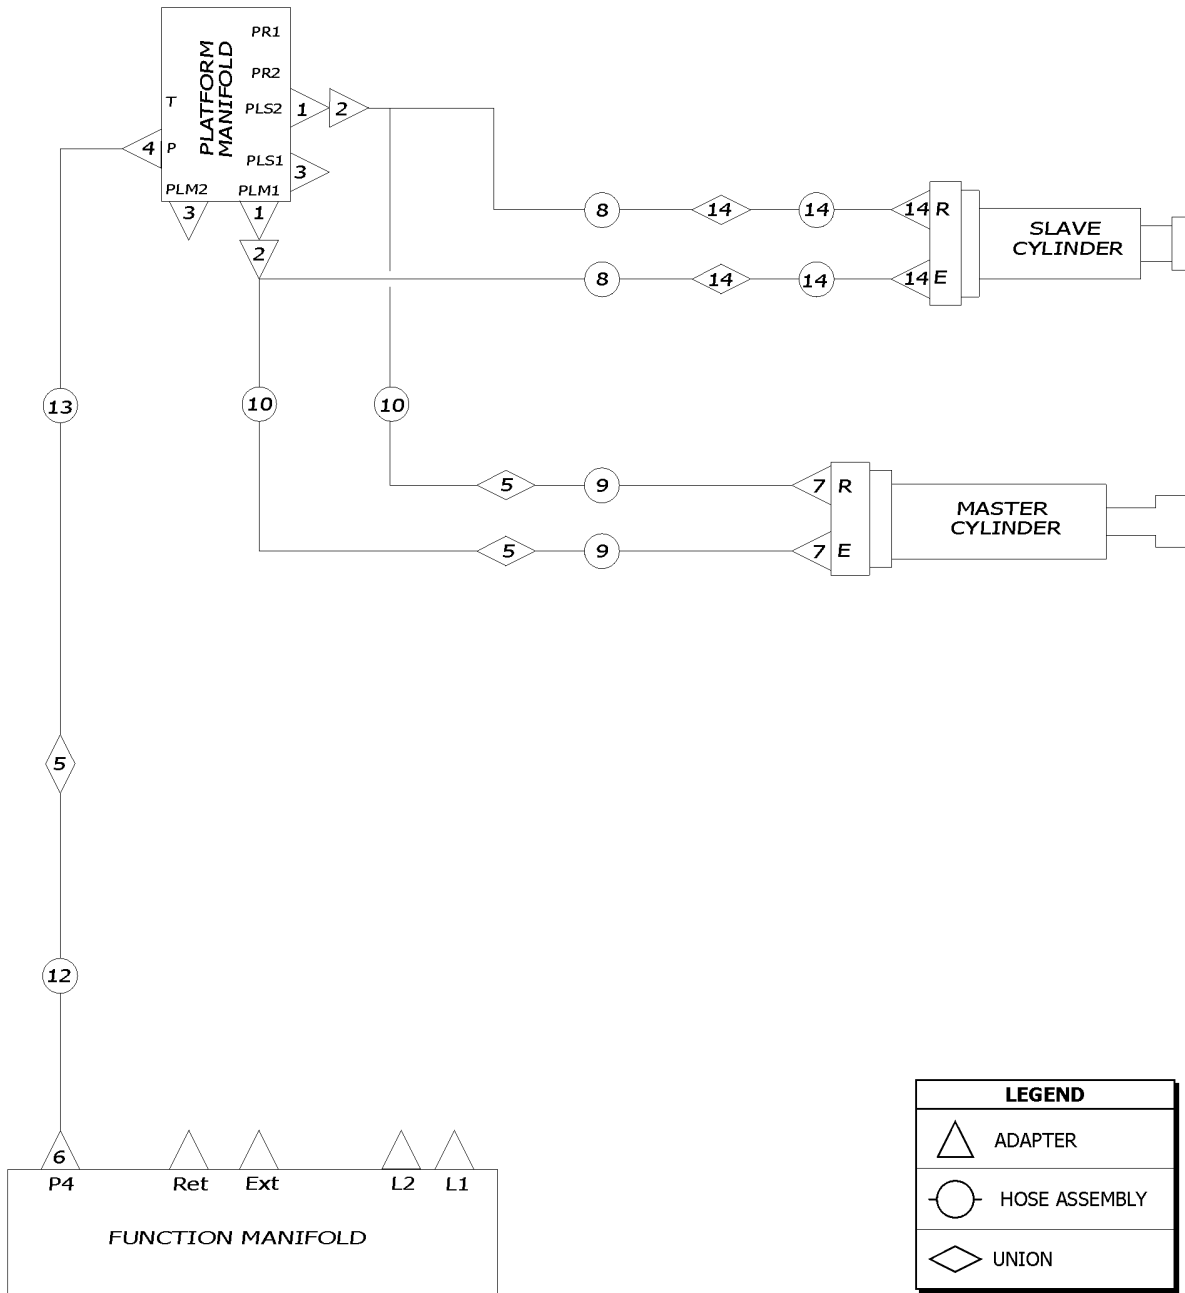 PR1
PLATFORM
MANIFOLD
PR2
T
PLS2
1
2
4
P
PLS1
3
PLM2
PLM1
3
1
2
8
14
14
14
R
SLAVE
CYLINDER
8
14
14
14
E
13
10
10
5
9
7
R
MASTER
CYLINDER
5
9
7
E
5
12
6
P4
Ret
Ext
L2
L1
FUNCTION MANIFOLD
LEGEND
ADAPTER
HOSE ASSEMBLY
UNION